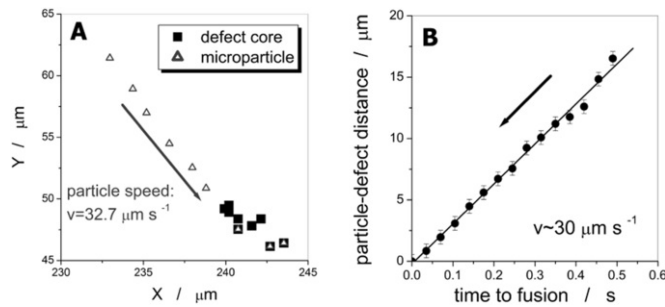 A
defect core
microparticle
65
60
55
50
45
Y / μm
particle speed:
v=32.7 μm s⁻¹
230
235
240
245
X / μm
B
20
15
10
5
0
particle-defect distance / μm
v~30 μm s⁻¹
0.0
0.1
0.2
0.3
0.4
0.5
0.6
time to fusion / s